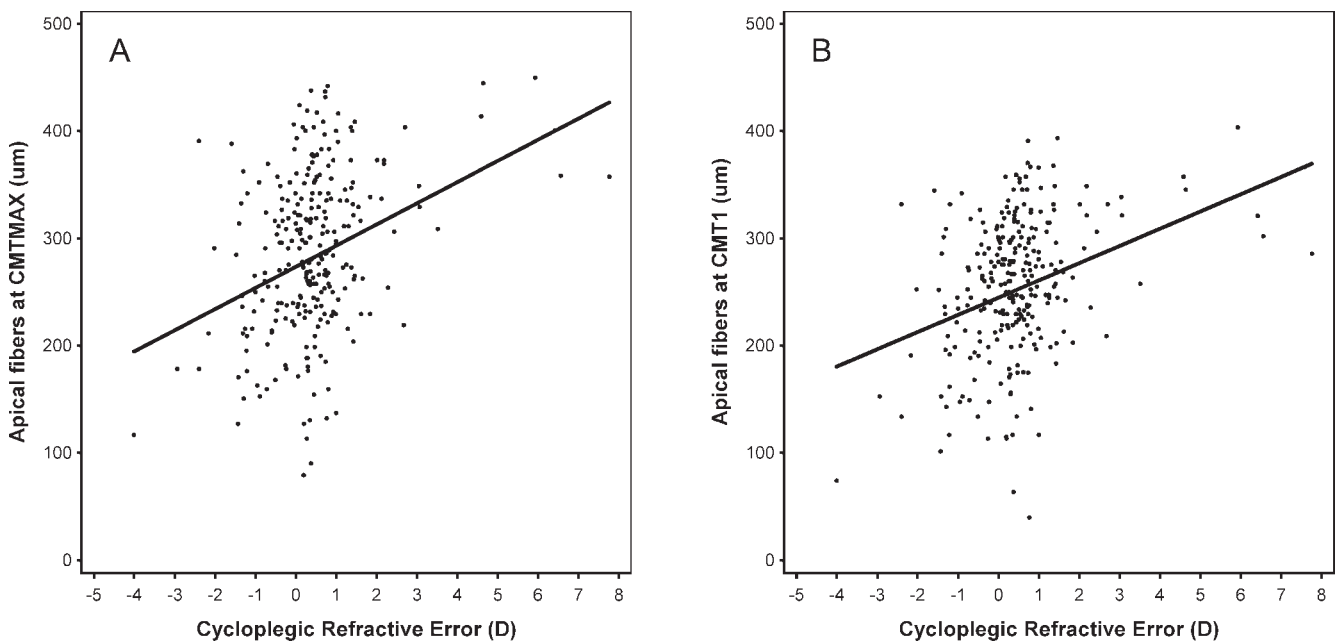 A
Apical fibers at CMTMAX (um)
500
400
300
200
100
0
-5 -4 -3 -2 -1 0 1 2 3 4 5 6 7 8
Cycloplegic Refractive Error (D)
B
Apical fibers at CMT1 (um)
500
400
300
200
100
0
-5 -4 -3 -2 -1 0 1 2 3 4 5 6 7 8
Cycloplegic Refractive Error (D)